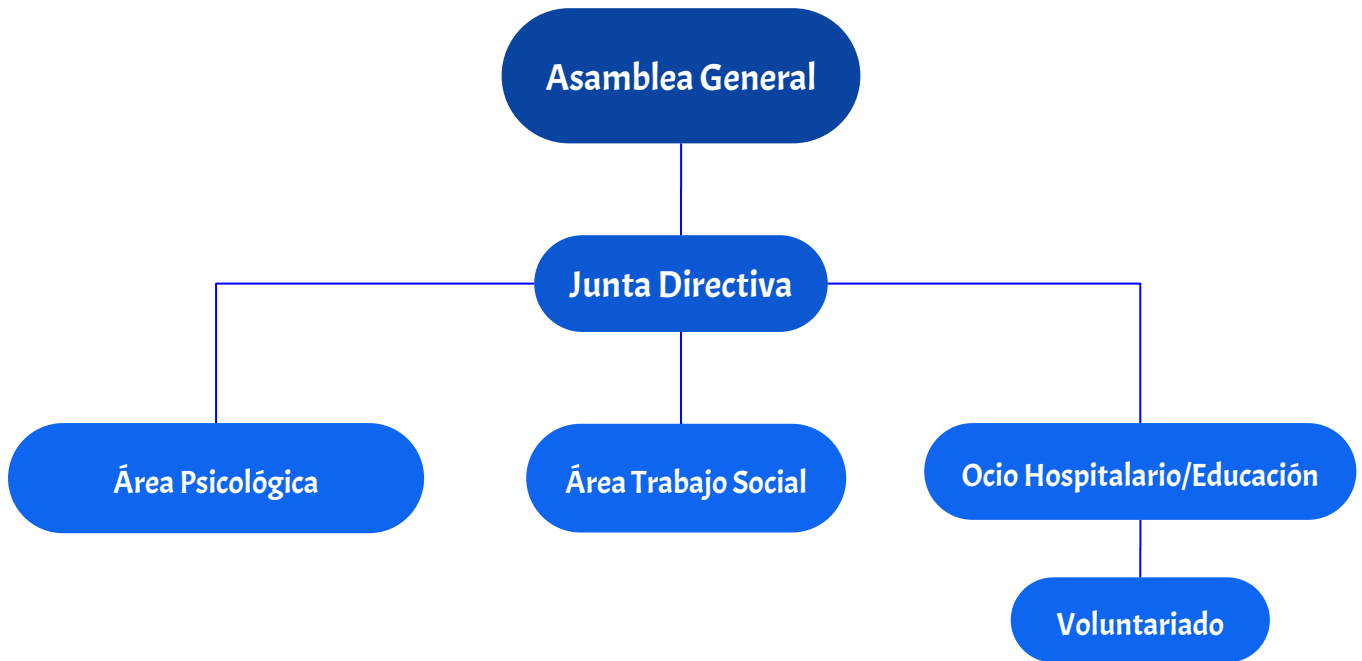 Asamblea General
Junta Directiva
Área Psicológica
Área Trabajo Social
Ocio Hospitalario/Educación
Voluntariado